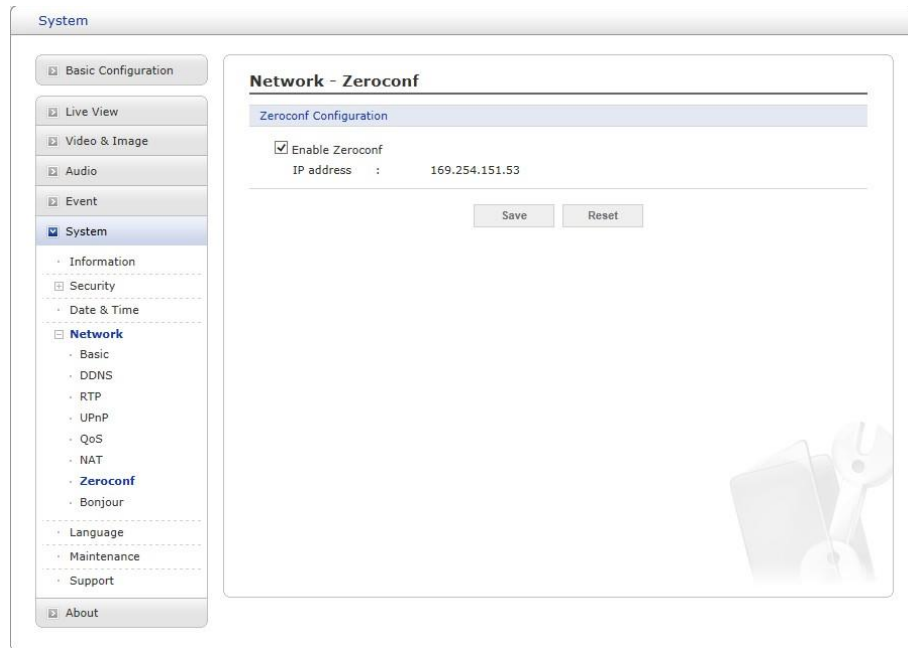 System
Basic Configuration
Live View
Video & Image
Audio
Event
System
Information
Security
Date & Time
Network
Basic
DDNS
RTP
UPnP
QoS
NAT
Zeroconf
Bonjour
Language
Maintenance
Support
About
Network - Zeroconf
Zeroconf Configuration
Enable Zeroconf
IP address : 169.254.151.53
Save Reset